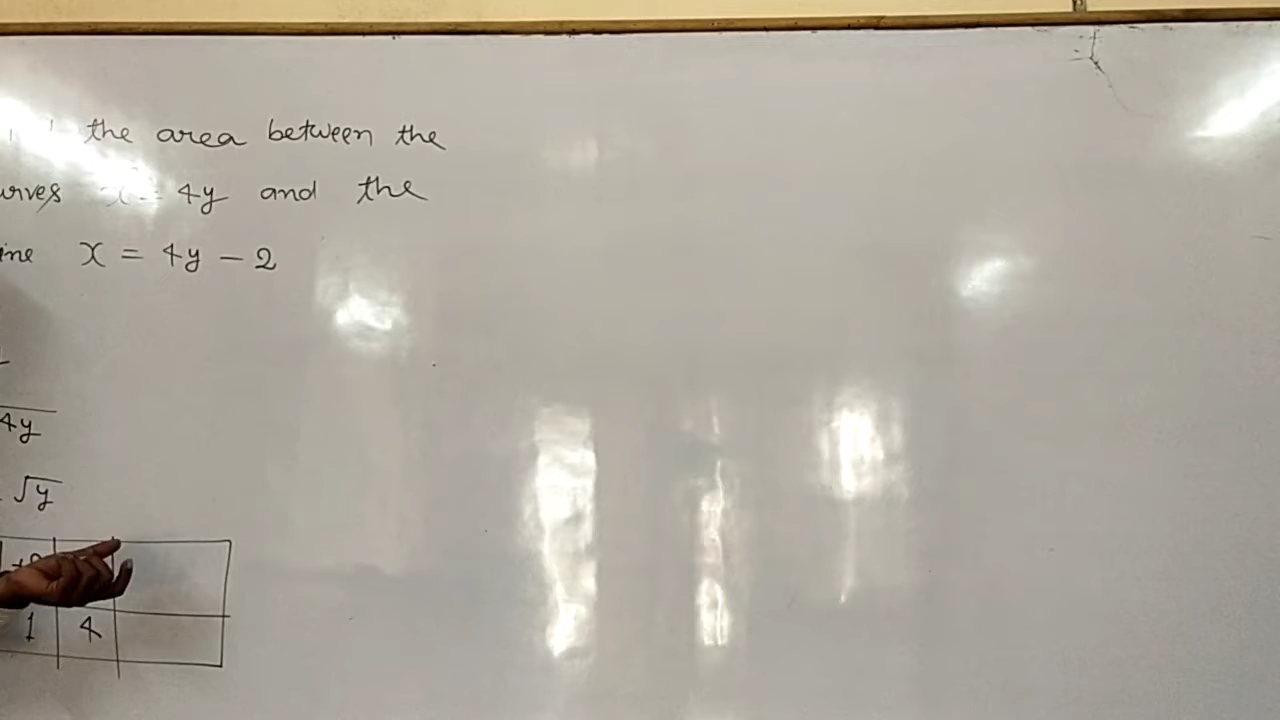 the area between the
urves x = 4y and the
ine x = 4y - 2
4y
√y
1 4